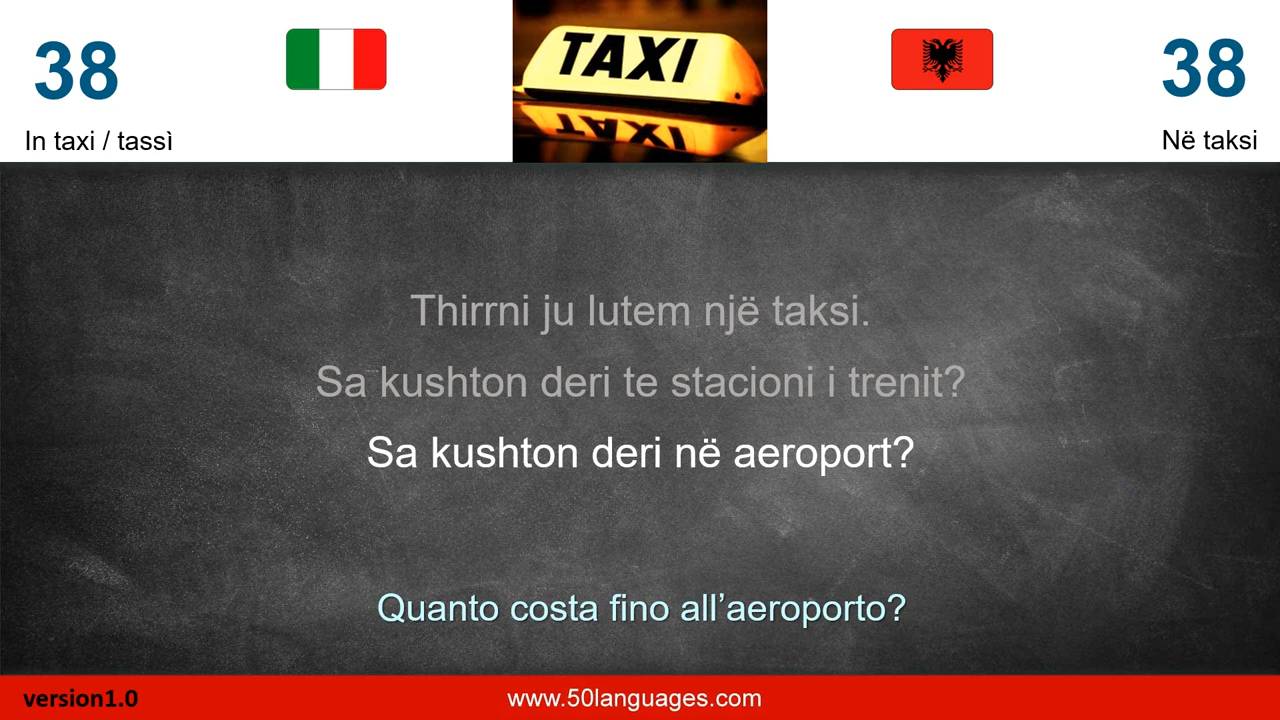 38
In taxi / tassì
TAXI
38
Në taksi
Thirrni ju lutem një taksi.
Sa kushton deri te stacioni i trenit?
Sa kushton deri në aeroport?
Quanto costa fino all’aeroporto?
version1.0
www.50languages.com